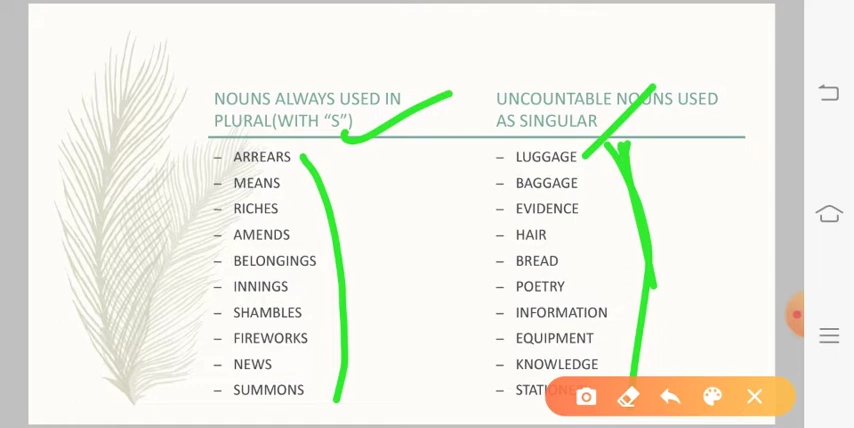 NOUNS ALWAYS USED IN
PLURAL(WITH “S”)
– ARREARS
– MEANS
– RICHES
– AMENDS
– BELONGINGS
– INNINGS
– SHAMBLES
– FIREWORKS
– NEWS
– SUMMONS
UNCOUNTABLE NOUNS USED
AS SINGULAR
– LUGGAGE
– BAGGAGE
– EVIDENCE
– HAIR
– BREAD
– POETRY
– INFORMATION
– EQUIPMENT
– KNOWLEDGE